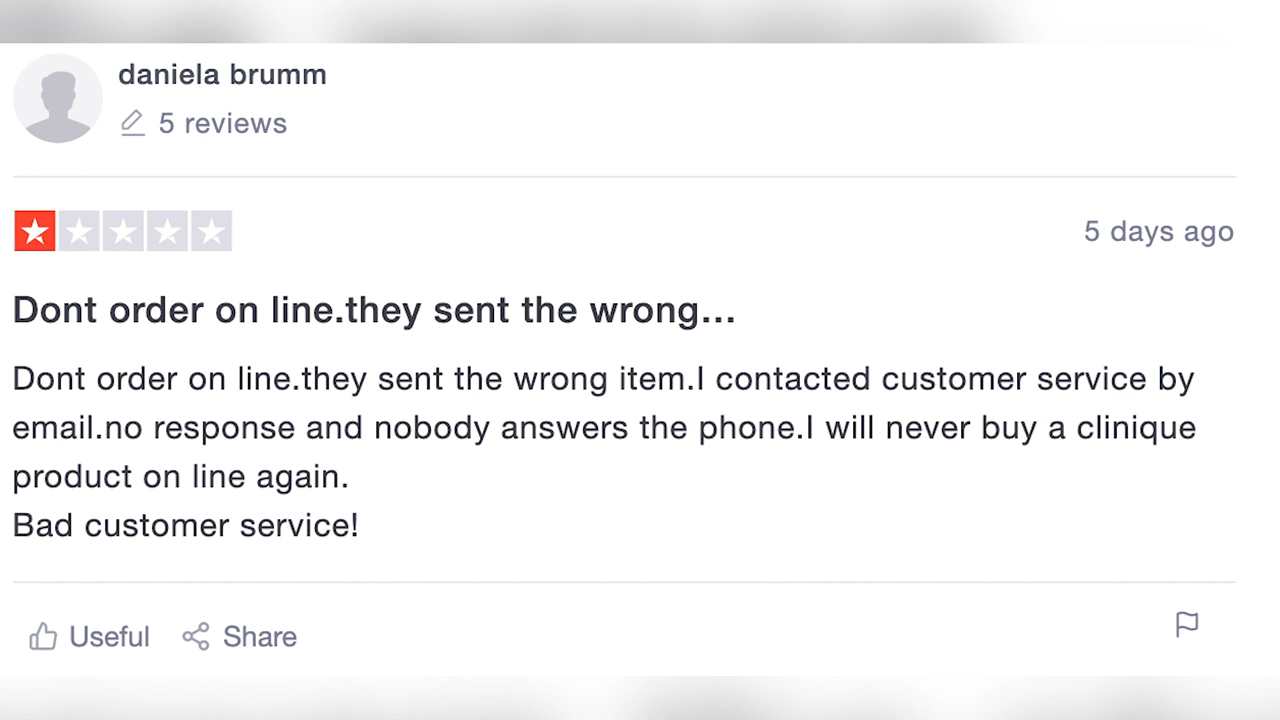 daniela brumm
5 reviews
5 days ago
Dont order on line.they sent the wrong...
Dont order on line.they sent the wrong item.I contacted customer service by
email.no response and nobody answers the phone.I will never buy a clinique
product on line again.
Bad customer service!
Useful Share